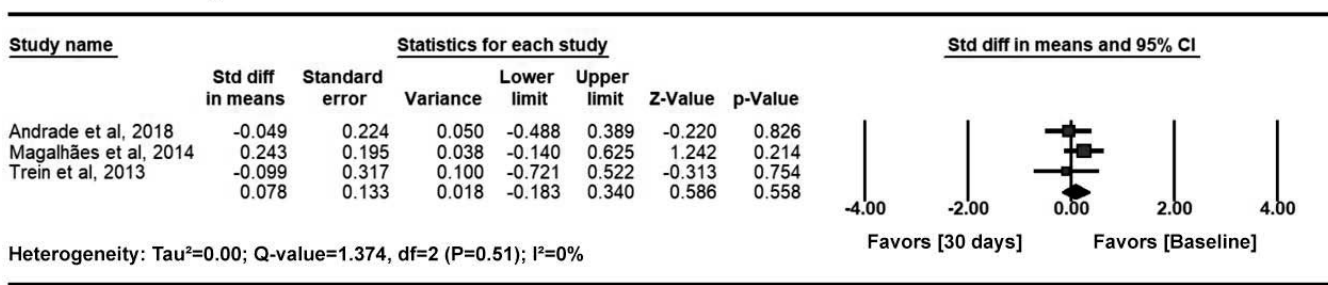 Study name Statistics for each study Std diff in means and 95% CI
Std diff in means Standard error Variance Lower limit Upper limit Z-Value p-Value
Andrade et al, 2018 -0.049 0.224 0.050 -0.488 0.389 -0.220 0.826
Magalhães et al, 2014 0.243 0.195 0.038 -0.140 0.625 1.242 0.214
Trein et al, 2013 -0.099 0.317 0.100 -0.721 0.522 -0.313 0.754
0.078 0.133 0.018 -0.183 0.340 0.586 0.558
-4.00 -2.00 0.00 2.00 4.00
Favors [30 days] Favors [Baseline]
Heterogeneity: Tau²=0.00; Q-value=1.374, df=2 (P=0.51); I²=0%